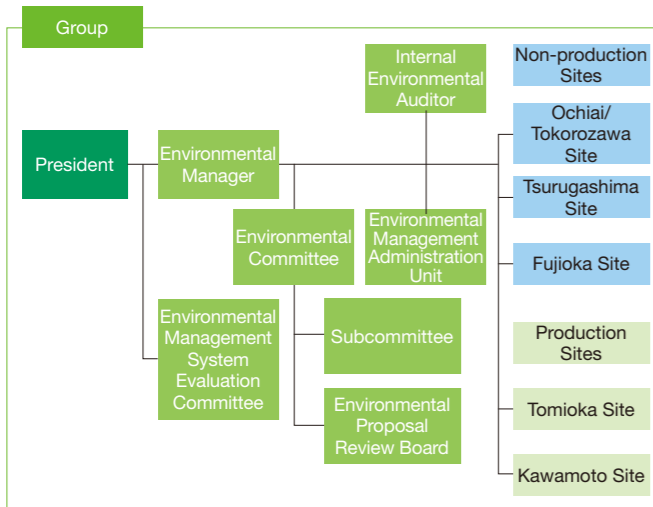 Group
Internal
Environmental
Auditor
Non-production
Sites
President
Environmental
Manager
Ochiai/
Tokorozawa
Site
Tsurugashima
Site
Environmental
Committee
Environmental
Management
Administration
Unit
Fujioka Site
Environmental
Management
System
Evaluation
Committee
Subcommittee
Production
Sites
Environmental
Proposal
Review Board
Tomioka Site
Kawamoto Site